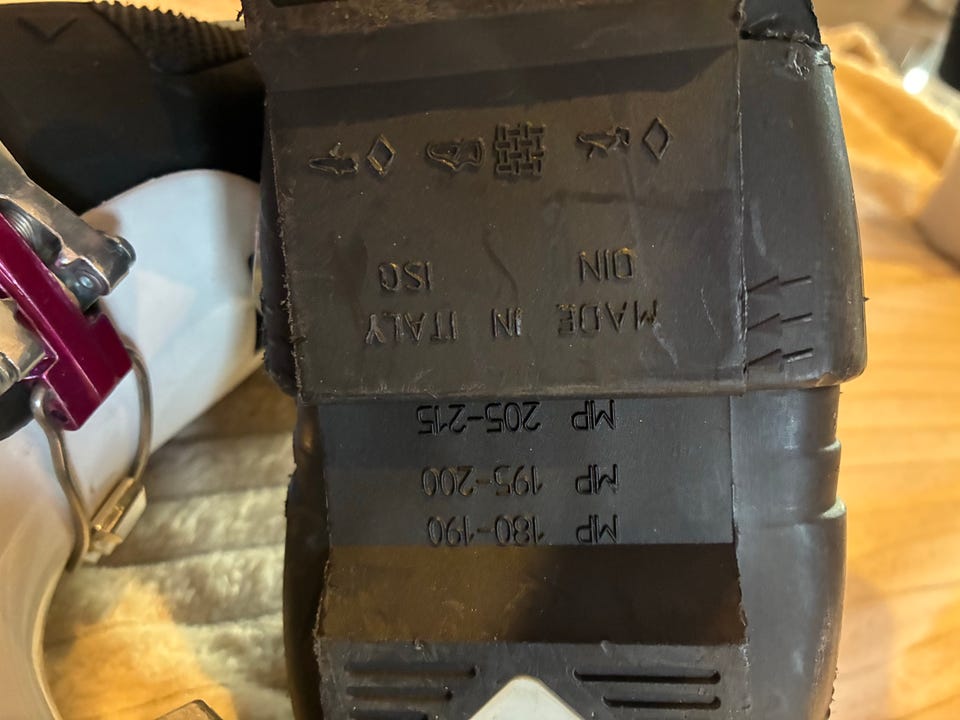 MP 180-190
MP 195-200
MP 205-215
MADE IN ITALY
DIN ISO